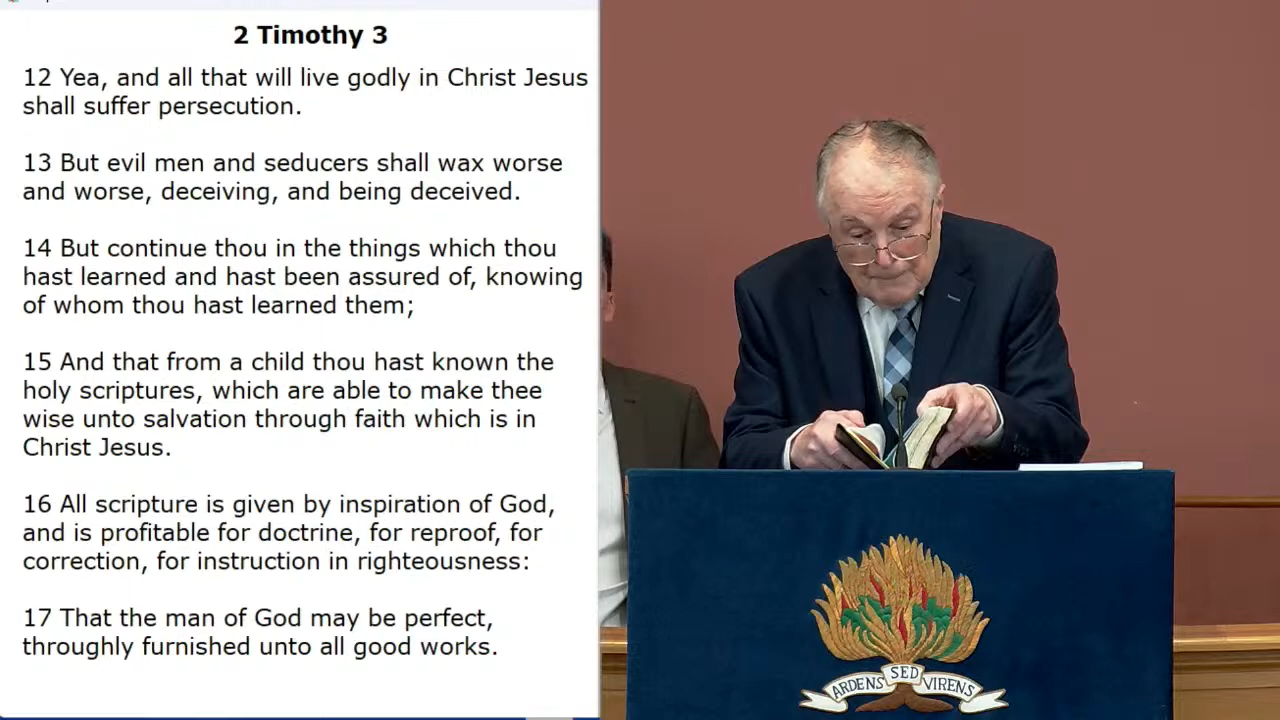 2 Timothy 3
12 Yea, and all that will live godly in Christ Jesus
shall suffer persecution.
13 But evil men and seducers shall wax worse
and worse, deceiving, and being deceived.
14 But continue thou in the things which thou
hast learned and hast been assured of, knowing
of whom thou hast learned them;
15 And that from a child thou hast known the
holy scriptures, which are able to make thee
wise unto salvation through faith which is in
Christ Jesus.
16 All scripture is given by inspiration of God,
and is profitable for doctrine, for reproof, for
correction, for instruction in righteousness:
17 That the man of God may be perfect,
throughly furnished unto all good works.
ARDENS SED VIRENS